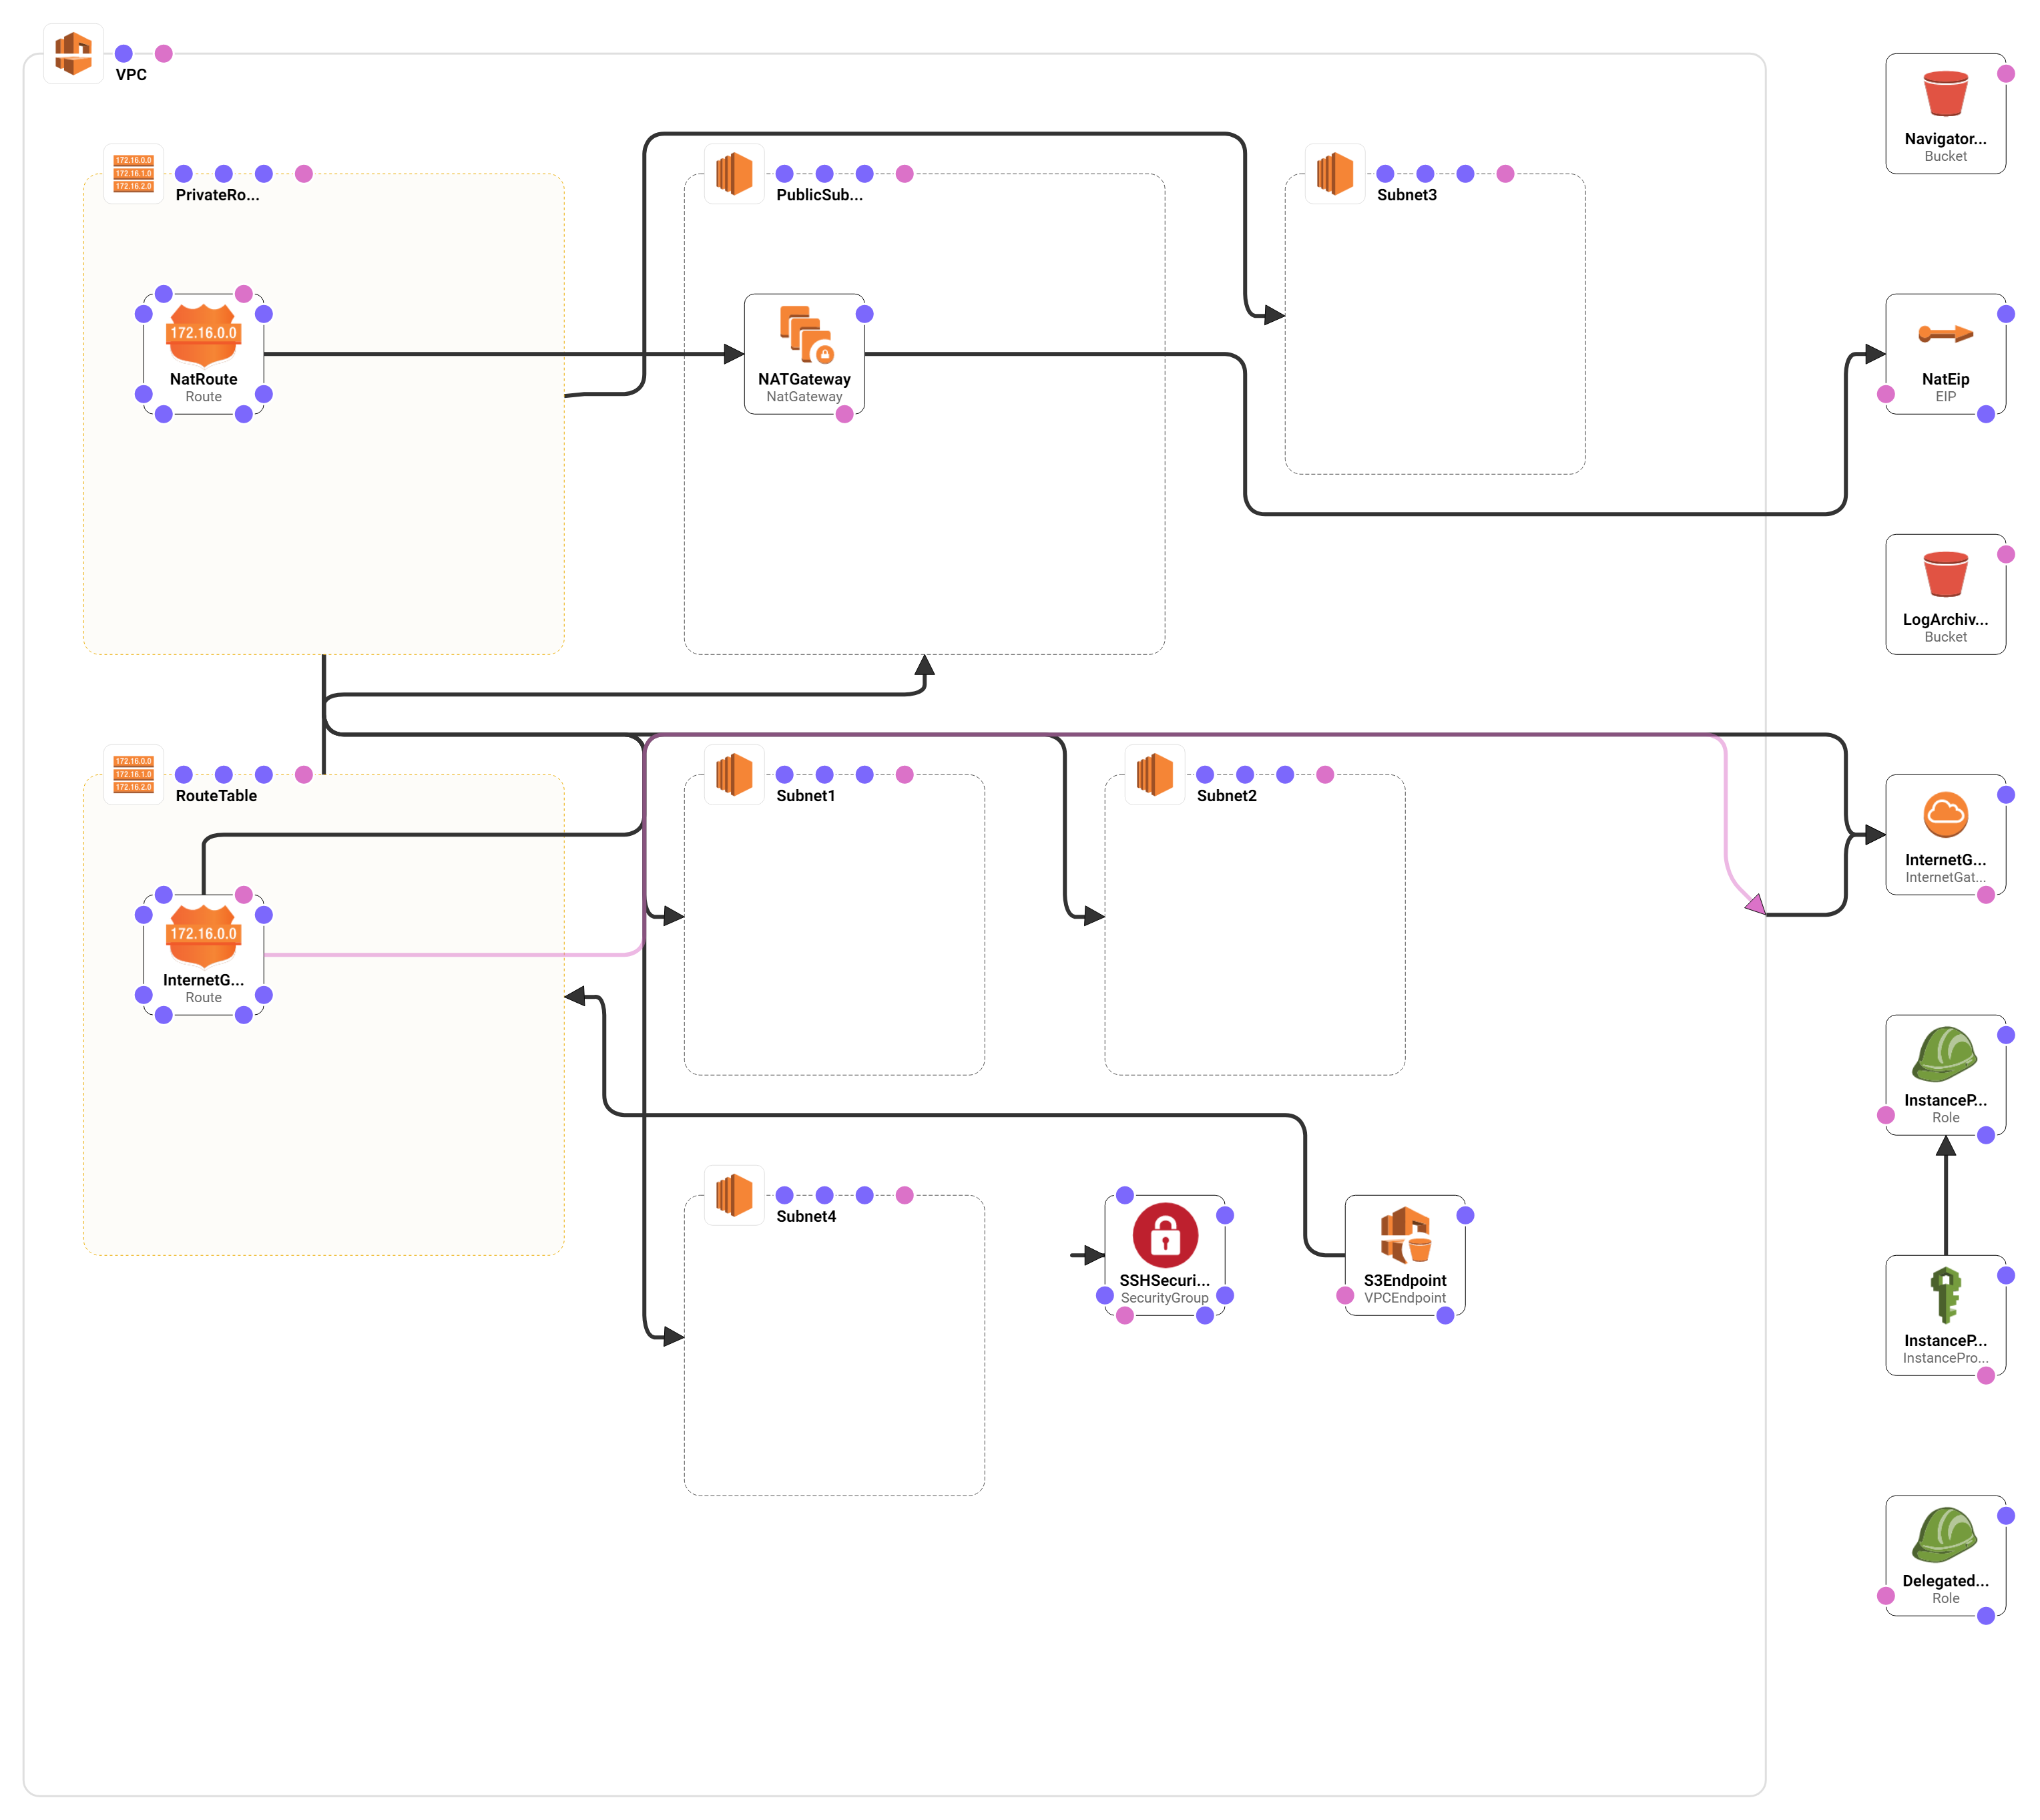 VPC
172.16.0.0
172.16.1.0
172.16.2.0
PrivateRo...
PublicSub...
Subnet3
Navigator...
Bucket
172.16.0.0
NatRoute
Route
NATGateway
NatGateway
NatEip
EIP
LogArchiv...
Bucket
172.16.0.0
172.16.1.0
172.16.2.0
RouteTable
Subnet1
Subnet2
InternetG...
InternetGat...
172.16.0.0
InternetG...
Route
InstanceP...
Role
Subnet4
SSHSecuri...
SecurityGroup
S3Endpoint
VPCEndpoint
InstanceP...
InstancePro...
Delegated...
Role